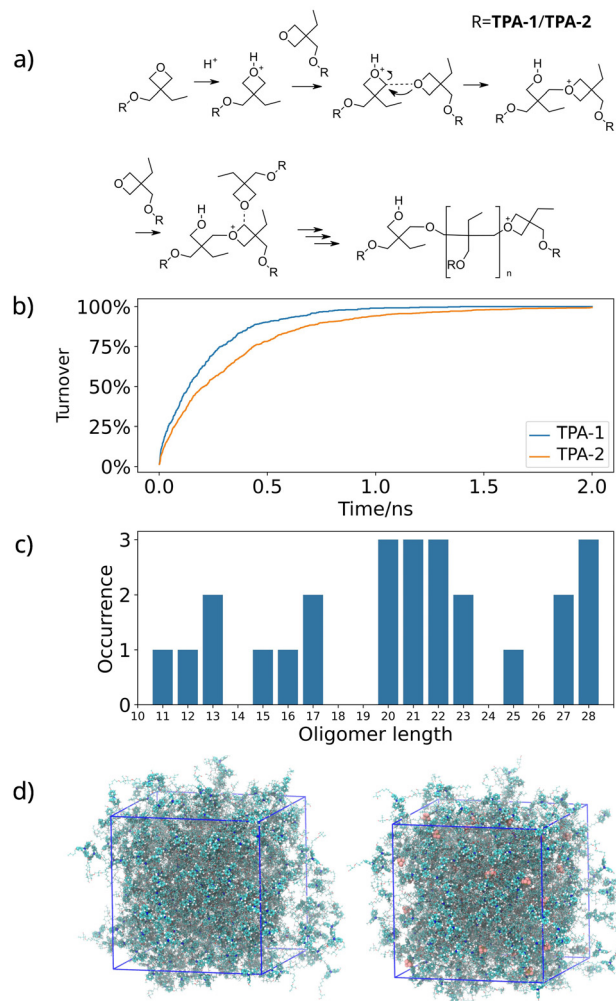 R=TPA-1/TPA-2
a)
H
H+
O
O+
O
H
O+
O
H
O
O+
O
R
O
R
O
R
O
R
O
R
O
R
O
R
O
O
R
O
R
O
H
O
O+
O
R
O
R
H
O
O
O+
O
R
RO
n
O
R
b)
100%
75%
50%
25%
0%
Turnover
TPA-1
TPA-2
0.0 0.5 1.0 1.5 2.0
Time/ns
c)
3
2
1
0
Occurrence
10 11 12 13 14 15 16 17 18 19 20 21 22 23 24 25 26 27 28
Oligomer length
d)